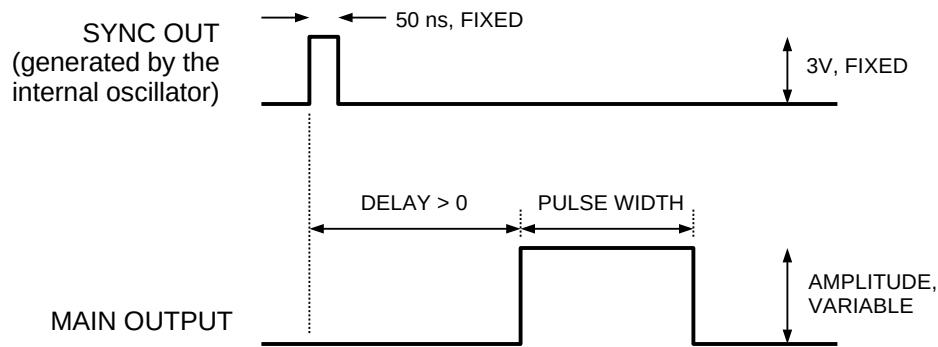 SYNC OUT
(generated by the
internal oscillator)
50 ns, FIXED
3V, FIXED
DELAY > 0
PULSE WIDTH
AMPLITUDE,
VARIABLE
MAIN OUTPUT